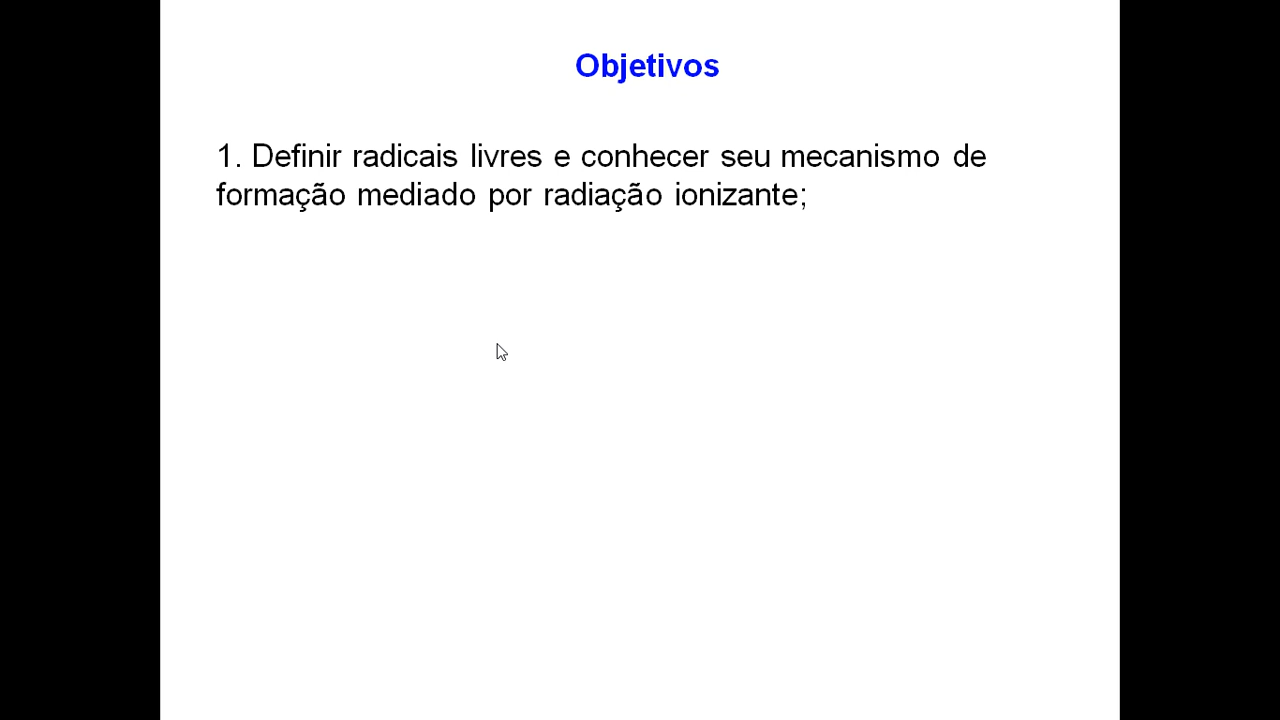 Objetivos
1. Definir radicais livres e conhecer seu mecanismo de
formação mediado por radiação ionizante;